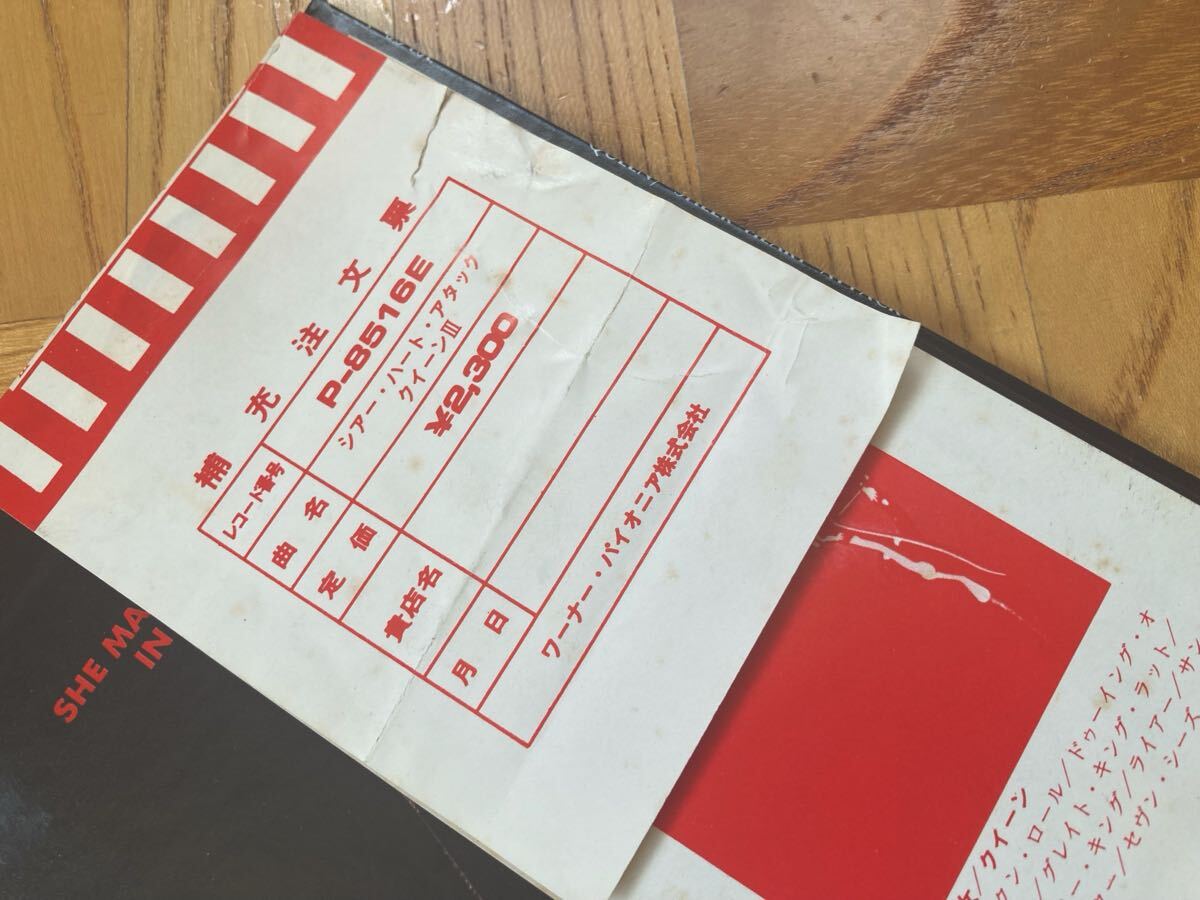 補充注文票
レコード番号 P-8516E
曲名 シアー・ハート・アタック
クイーンIII
定価 ¥2,300
貴店名
月日
ワーナー・パイオニア株式会社
SHE MA
IN
/クイーン
ン・ロール/ドゥーイング・オ
/グレイト・キング・ラット/
ー・キング/ライアー/サン
ー/セヴン・シーズ